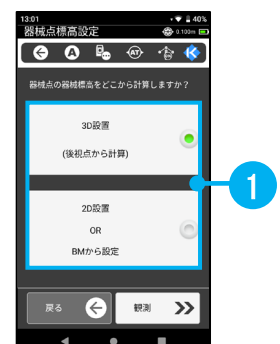 13:01
40%
器械点標高設定
0.100m
A
AT
器械点の器械標高をどこから計算しますか？
3D設置
(後視点から計算)
1
2D設置
OR
BMから設定
戻る
観測